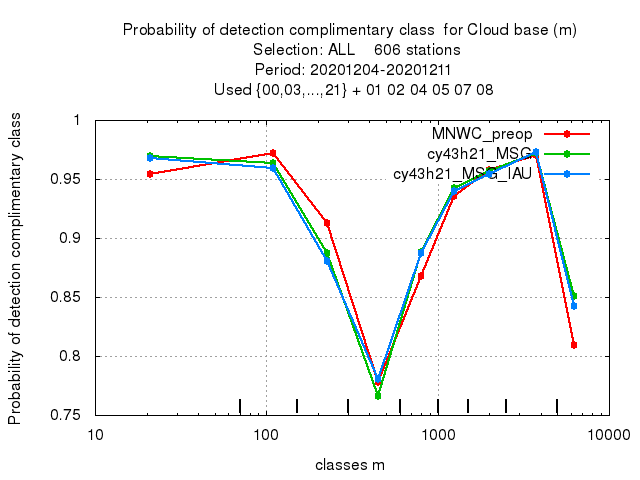 Probability of detection complimentary class  for Cloud base (m)
Selection: ALL    606 stations
Period: 20201204-20201211
Used {00,03,...,21} + 01 02 04 05 07 08
Probability of detection complimentary class
1
0.95
0.9
0.85
0.8
0.75
MNWC_preop
cy43h21_MSG
cy43h21_MSG_IAU
10 100 1000 10000
classes m